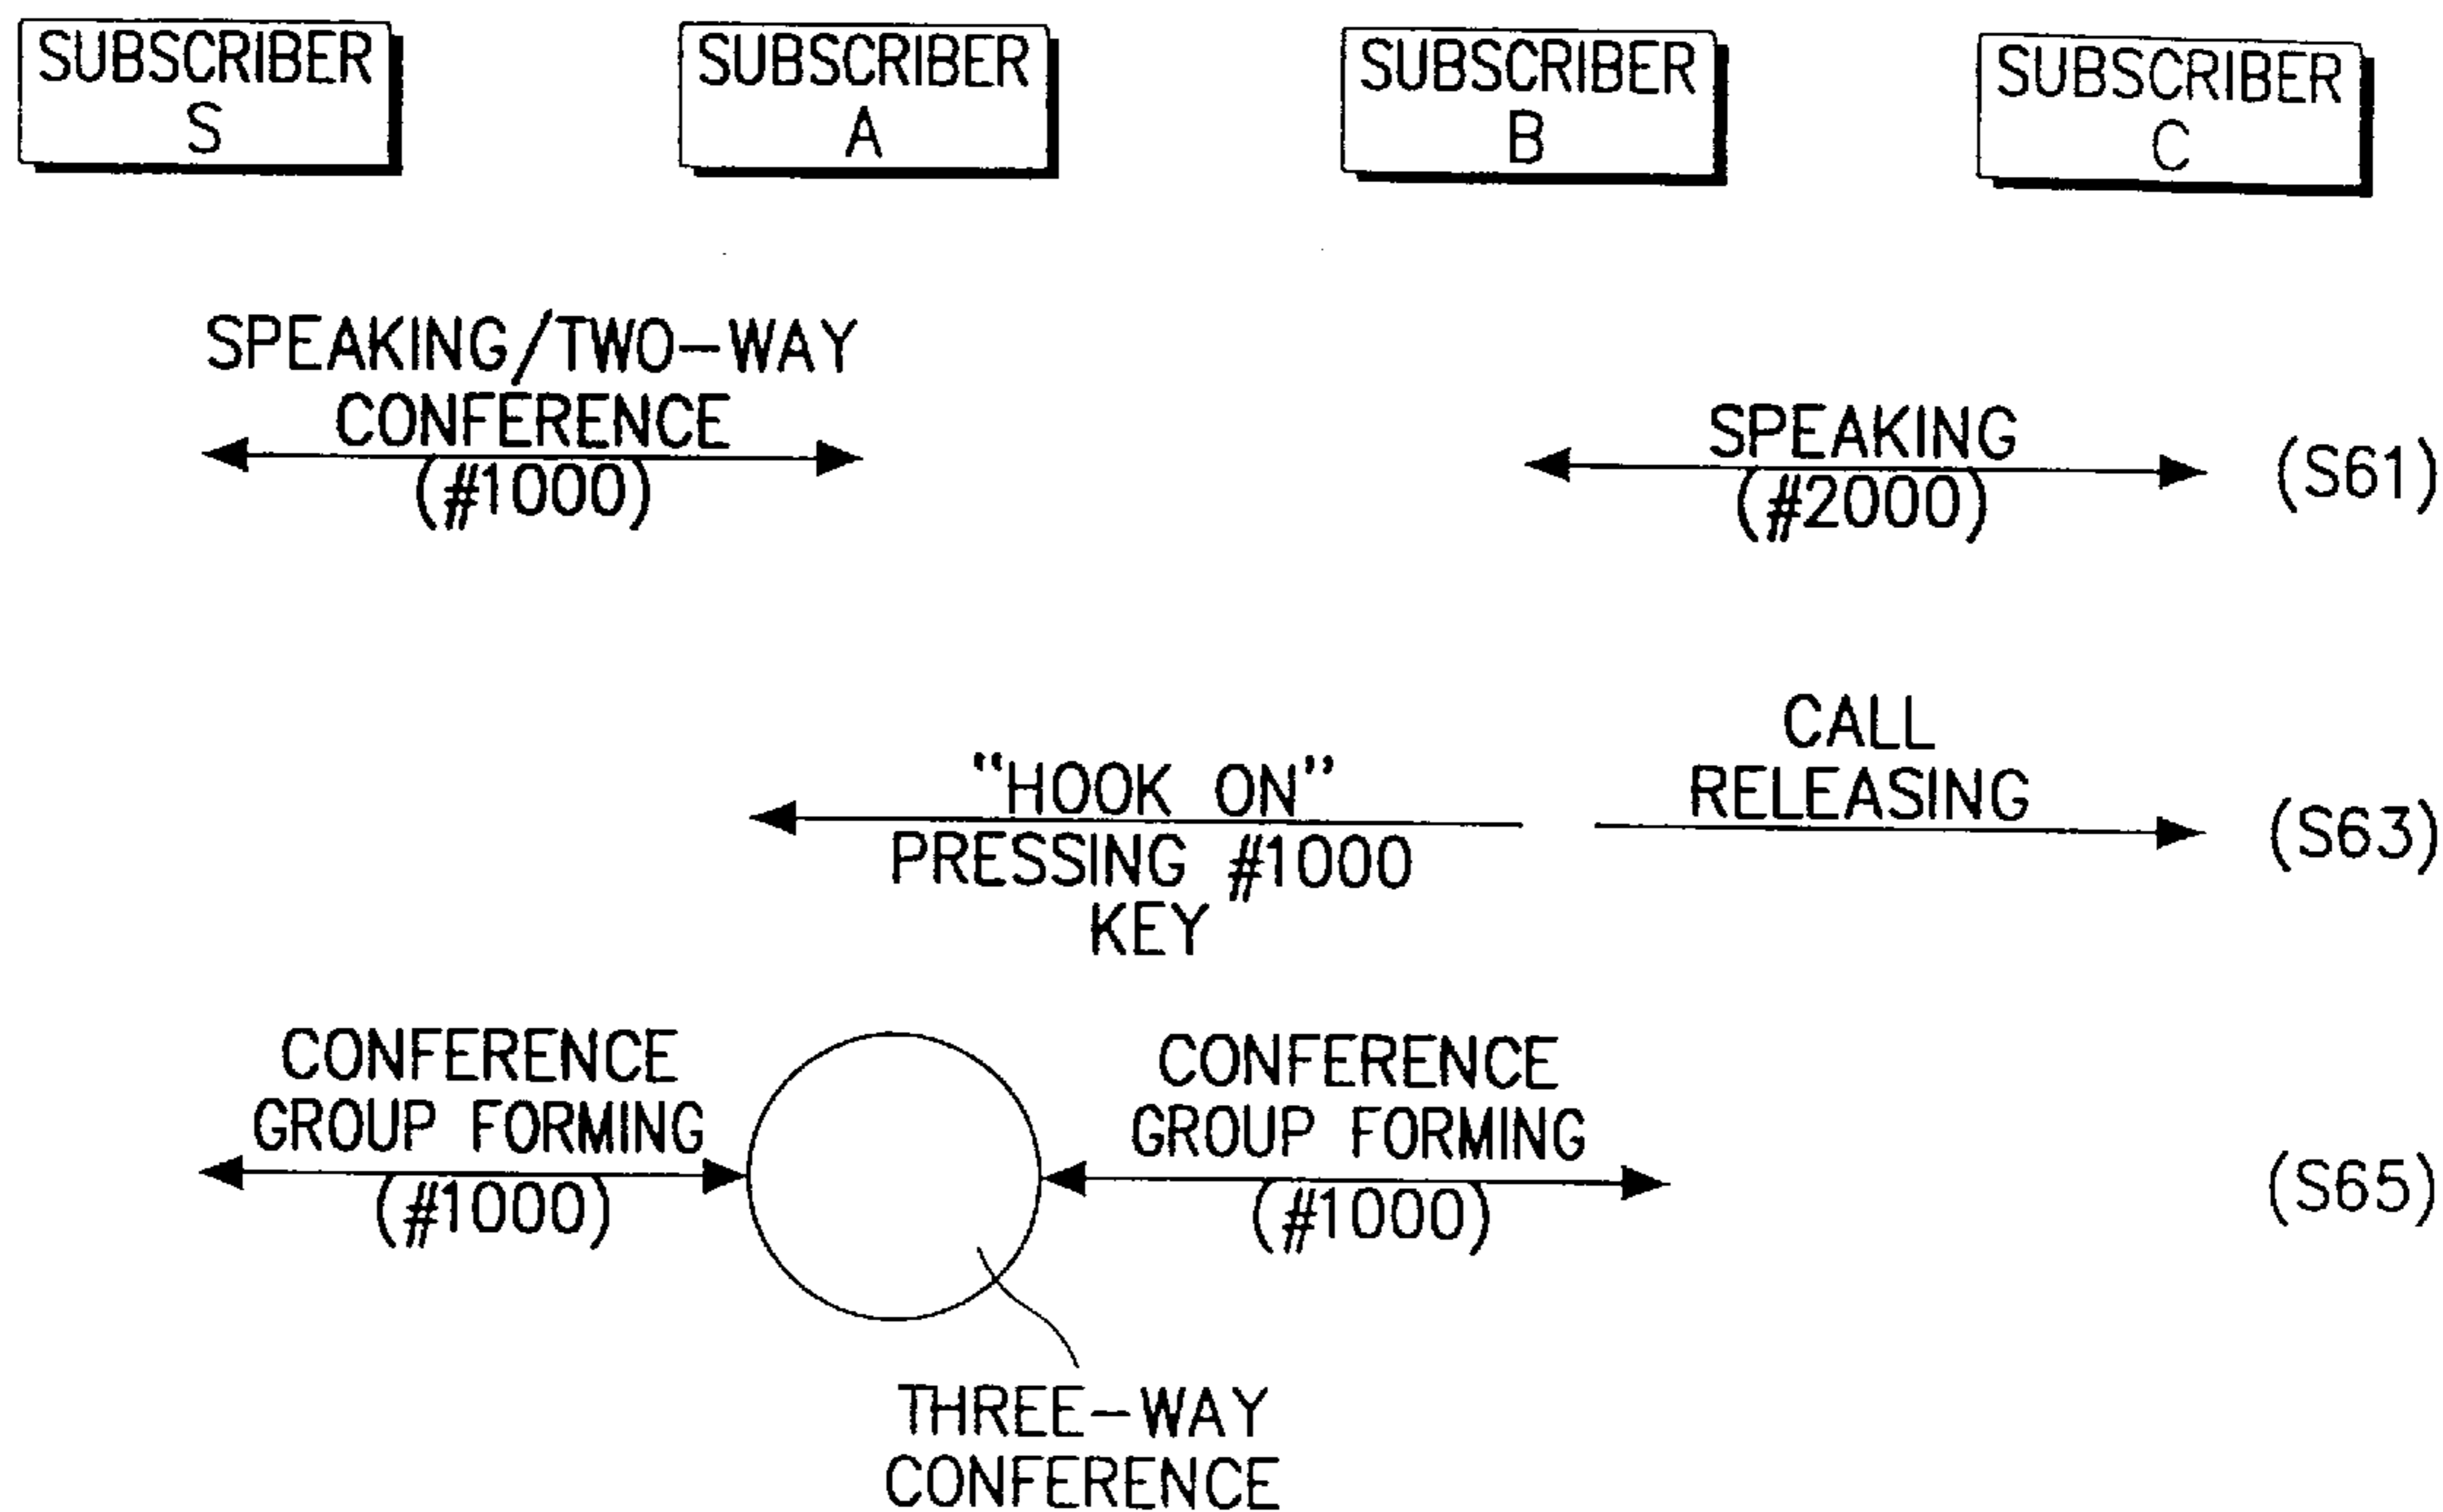 SUBSCRIBER
S
SUBSCRIBER
A
SUBSCRIBER
B
SUBSCRIBER
C
SPEAKING/TWO-WAY
CONFERENCE
(#1000)
SPEAKING
(#2000)
(S61)
"HOOK ON"
PRESSING #1000
KEY
CALL
RELEASING
(S63)
CONFERENCE
GROUP FORMING
(#1000)
CONFERENCE
GROUP FORMING
(#1000)
(S65)
THREE-WAY
CONFERENCE